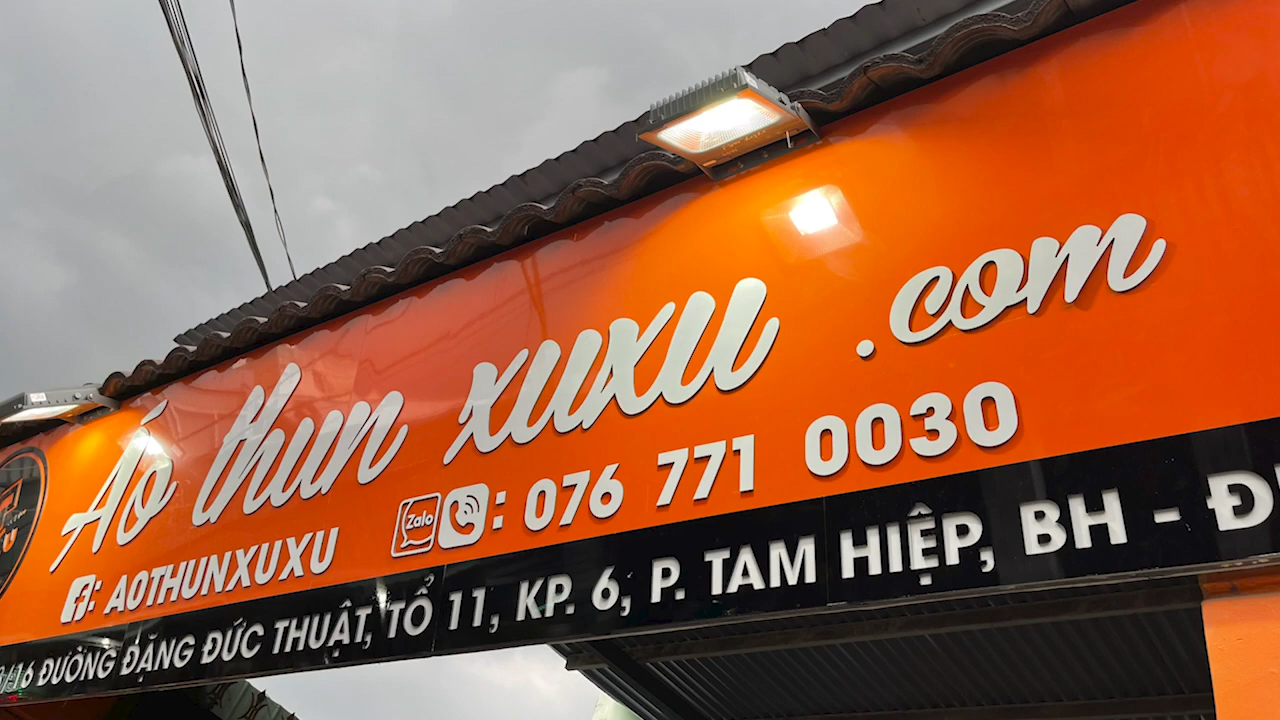 Áo thun xuxu .com
: AOTHUNXUXU
Zalo : 076 771 0030
/16 ĐƯỜNG ĐẶNG ĐỨC THUẬT, TỔ 11, KP. 6, P. TAM HIỆP, BH -